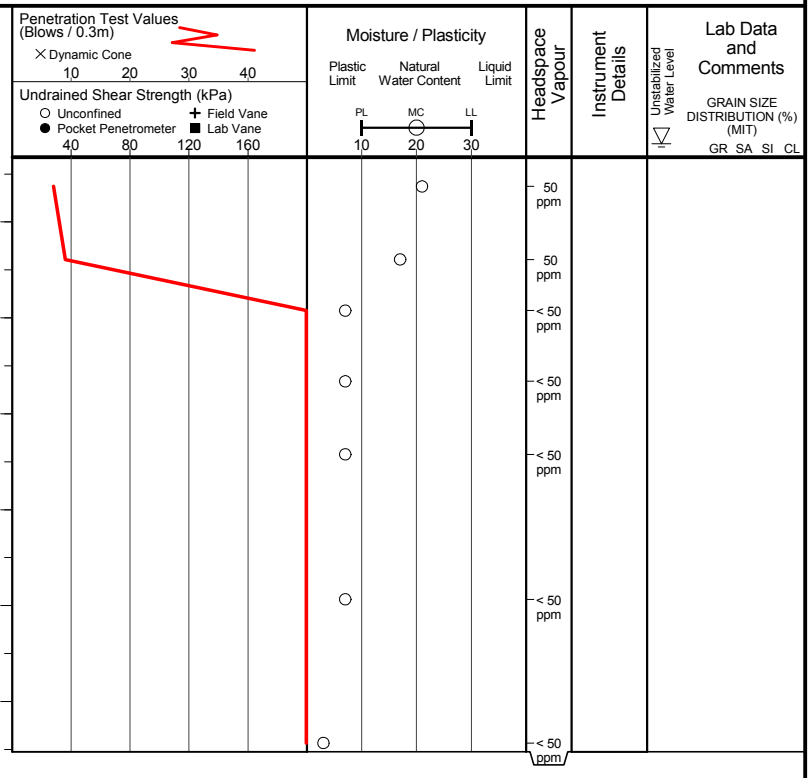 Penetration Test Values
(Blows / 0.3m)
× Dynamic Cone
10 20 30 40
Undrained Shear Strength (kPa)
○ Unconfined + Field Vane
● Pocket Penetrometer ■ Lab Vane
40 80 120 160
Moisture / Plasticity
Plastic Natural Liquid
Limit Water Content Limit
PL MC LL
10 20 30
Headspace
Vapour
Instrument
Details
Unstabilized
Water Level
Lab Data
and
Comments
GRAIN SIZE
DISTRIBUTION (%)
(MIT)
GR SA SI CL
50
ppm
50
ppm
< 50
ppm
< 50
ppm
< 50
ppm
< 50
ppm
< 50
ppm